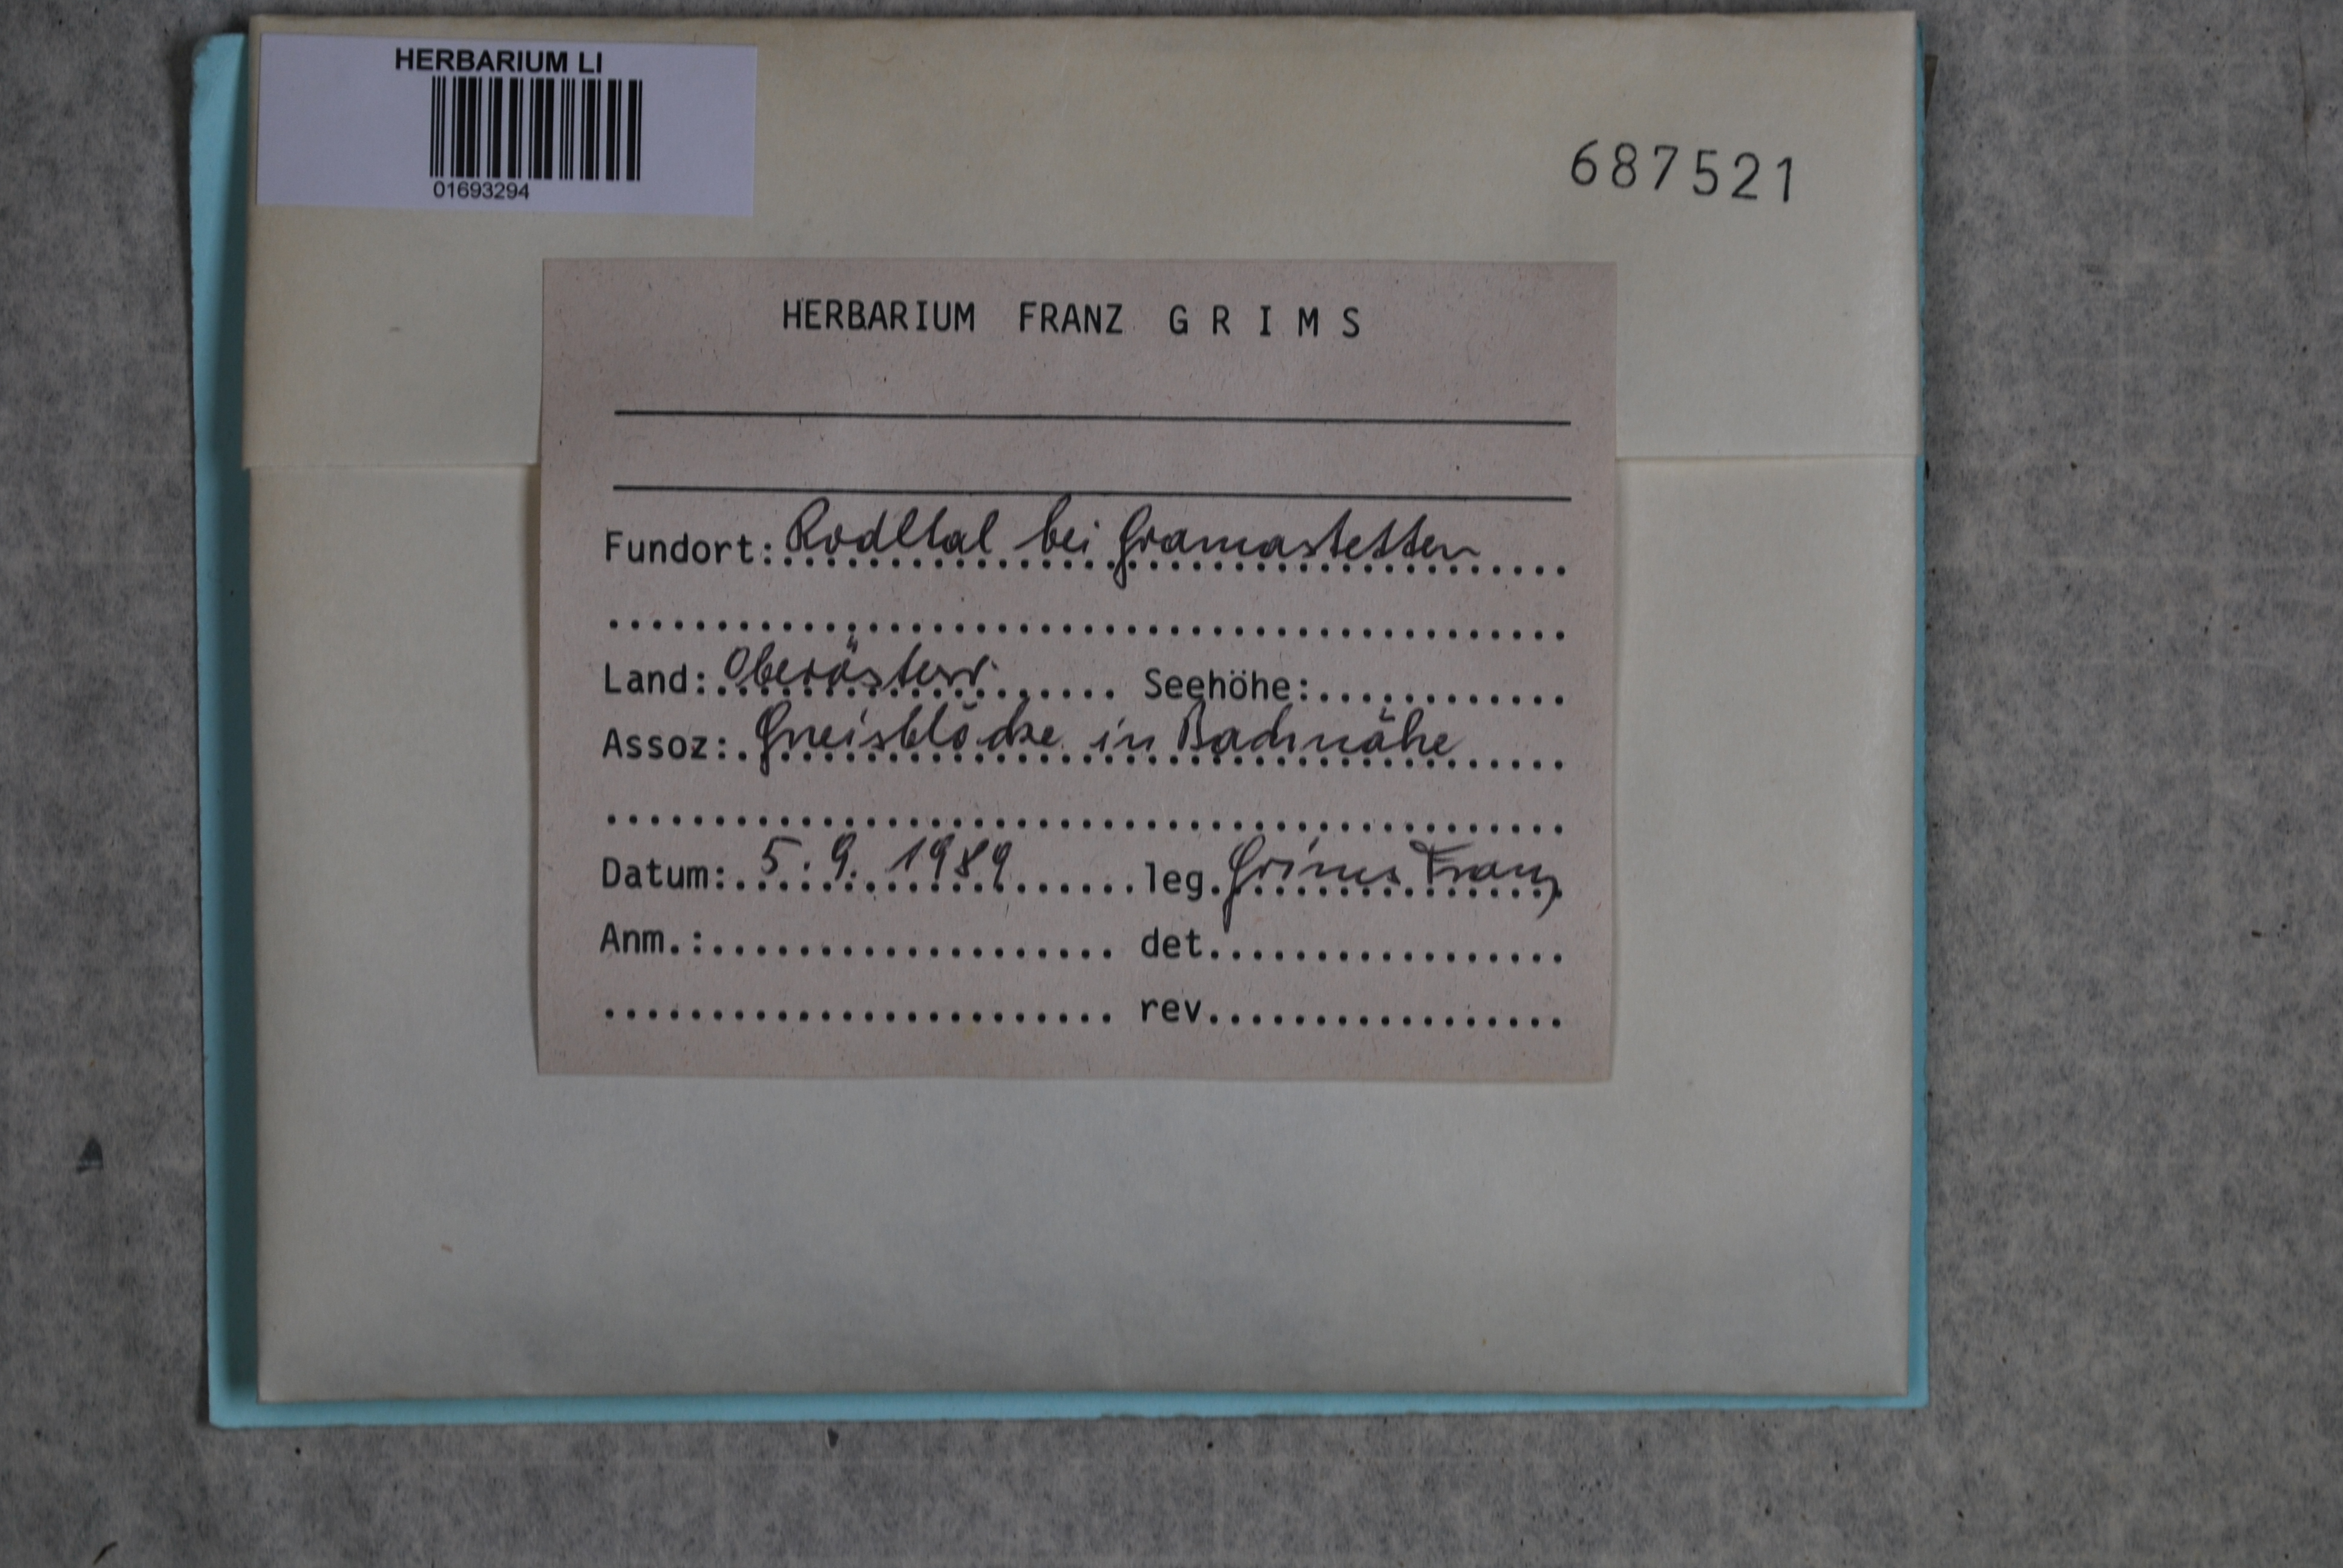 HERBARIUM LI
01693294
687521
HERBARIUM FRANZ G R I M S
Fundort: Rodltal bei Gramastetten
Land: Oberösterr. Seehöhe:
Assoz: Gneisblöcke in Bachnähe
Datum: 5.9.1989 leg. Grims Franz
Anm.: det.
rev.